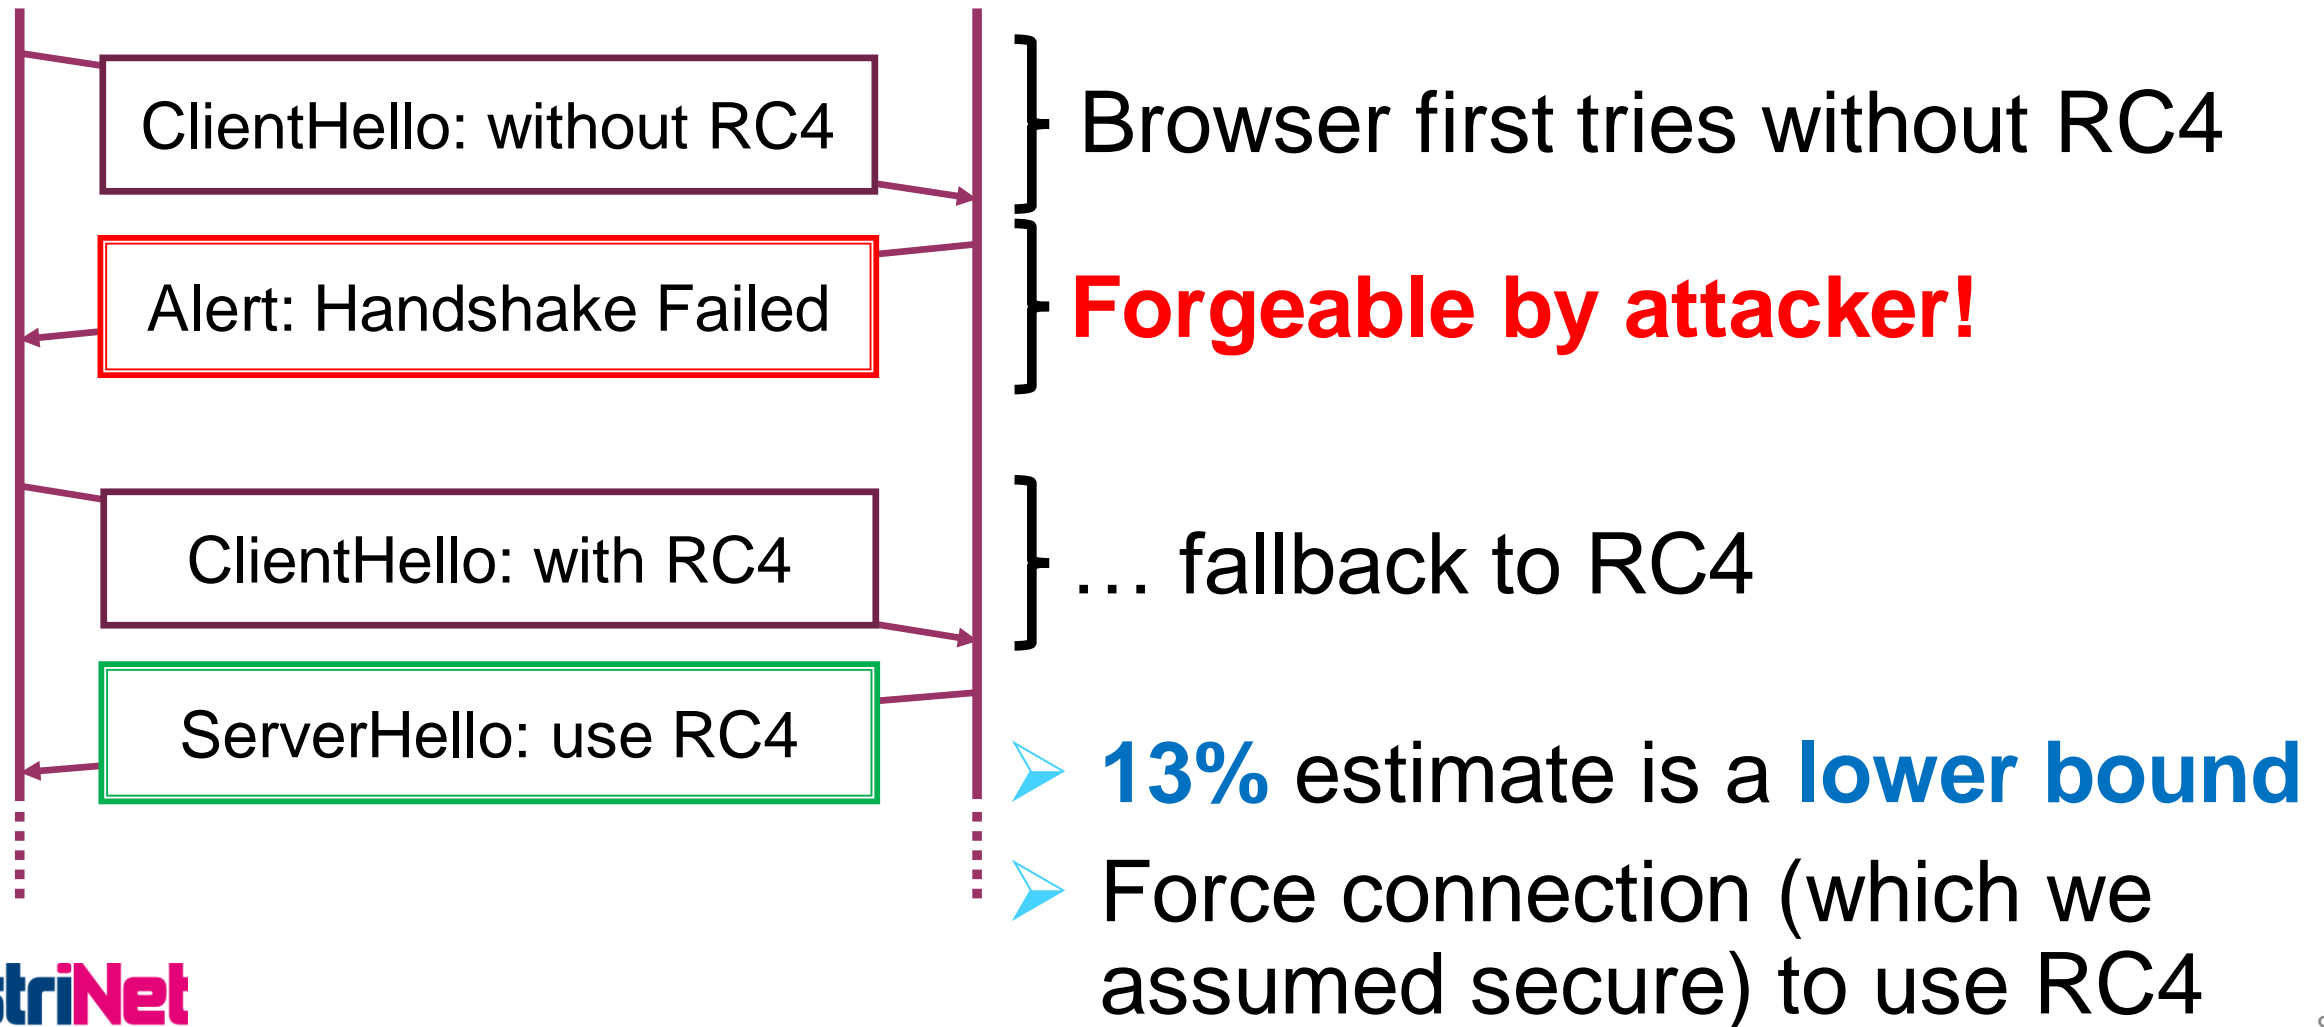 ClientHello: without RC4
Browser first tries without RC4
Alert: Handshake Failed
Forgeable by attacker!
ClientHello: with RC4
… fallback to RC4
ServerHello: use RC4
➢ 13% estimate is a lower bound
➢ Force connection (which we
assumed secure) to use RC4
striNet